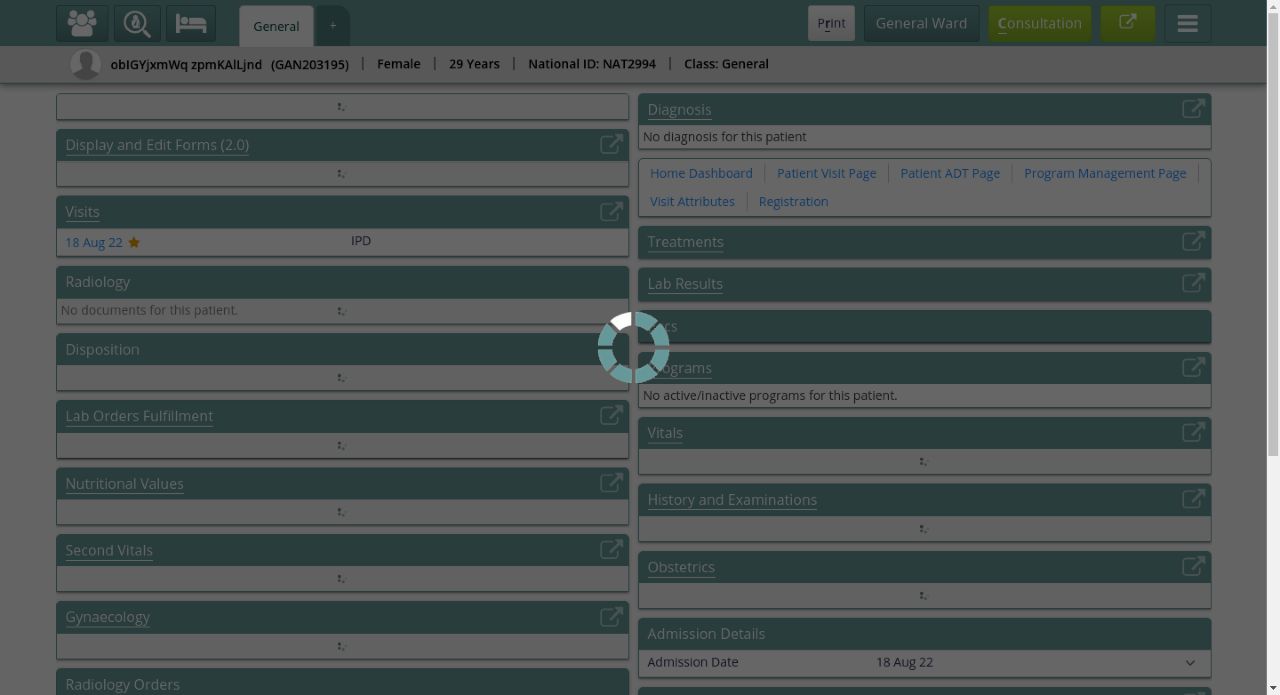 General
+
Print
General Ward
Consultation
obIGYjxmWq zpmKAlLjnd (GAN203195) | Female | 29 Years | National ID: NAT2994 | Class: General
Display and Edit Forms (2.0)
Visits
18 Aug 22 IPD
Radiology
No documents for this patient.
Disposition
Lab Orders Fulfillment
Nutritional Values
Second Vitals
Gynaecology
Radiology Orders
Diagnosis
No diagnosis for this patient
Home Dashboard | Patient Visit Page | Patient ADT Page | Program Management Page |
Visit Attributes | Registration
Treatments
Lab Results
Programs
No active/inactive programs for this patient.
Vitals
History and Examinations
Obstetrics
Admission Details
Admission Date 18 Aug 22